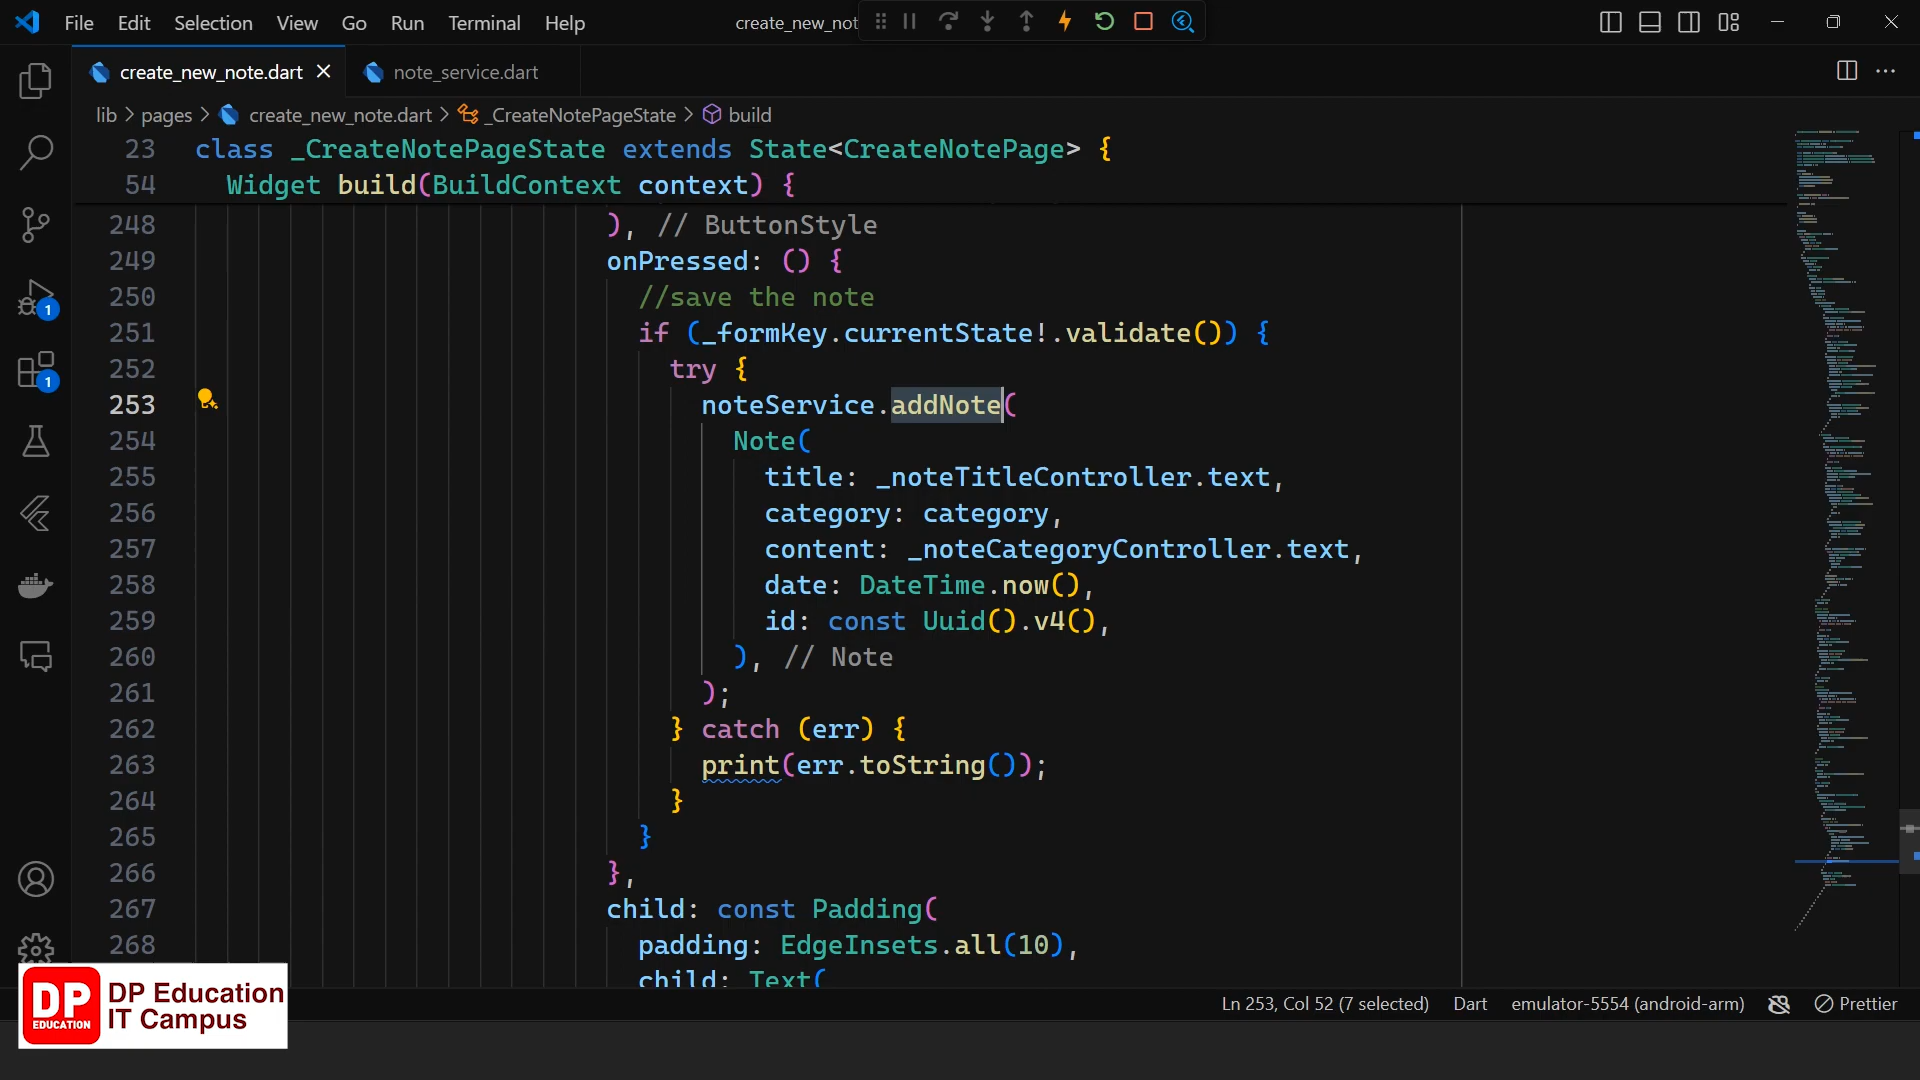 File Edit Selection View Go Run Terminal Help create_new_not
create_new_note.dart note_service.dart
lib > pages > create_new_note.dart > _CreateNotePageState > build
23 class _CreateNotePageState extends State<CreateNotePage> {
54 Widget build(BuildContext context) {
248 ), // ButtonStyle
249 onPressed: () {
250 //save the note
251 if (_formKey.currentState!.validate()) {
252 try {
253 noteService.addNote(
254 Note(
255 title: _noteTitleController.text,
256 category: category,
257 content: _noteCategoryController.text,
258 date: DateTime.now(),
259 id: const Uuid().v4(),
260 ), // Note
261 );
262 } catch (err) {
263 print(err.toString());
264 }
265 }
266 },
267 child: const Padding(
268 padding: EdgeInsets.all(10),
child: Text(
1
1
DP EDUCATION
DP Education
IT Campus
Ln 253, Col 52 (7 selected) Dart emulator-5554 (android-arm) Prettier